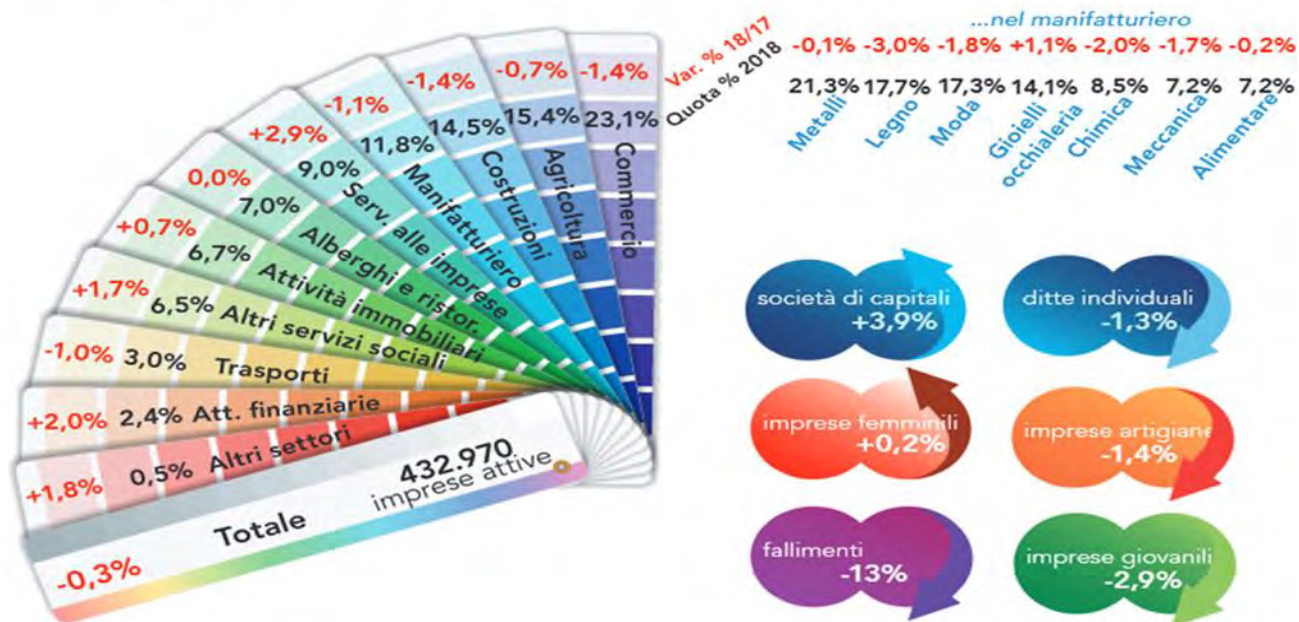 -1,4%
23,1%
Commercio
-0,7%
15,4%
Agricoltura
-1,4%
14,5%
Costruzioni
-1,1%
11,8%
Manifatturiero
+2,9%
9,0%
Serv. alle imprese
0,0%
7,0%
Alberghi e ristor.
+0,7%
6,7%
Attività immobiliari
+1,7%
6,5% Altri servizi sociali
-1,0% 3,0% Trasporti
+2,0% 2,4% Att. finanziarie
+1,8% 0,5% Altri settori
432.970
imprese attive
Totale
-0,3%
Var. % 18/17
Quota % 2018
...nel manifatturiero
-0,1% -3,0% -1,8% +1,1% -2,0% -1,7% -0,2%
21,3% 17,7% 17,3% 14,1% 8,5% 7,2% 7,2%
Metalli
Legno
Moda
Gioielli
occhialeria
Chimica
Meccanica
Alimentare
società di capitali
+3,9%
ditte individuali
-1,3%
imprese femminili
+0,2%
imprese artigiane
-1,4%
fallimenti
-13%
imprese giovanili
-2,9%